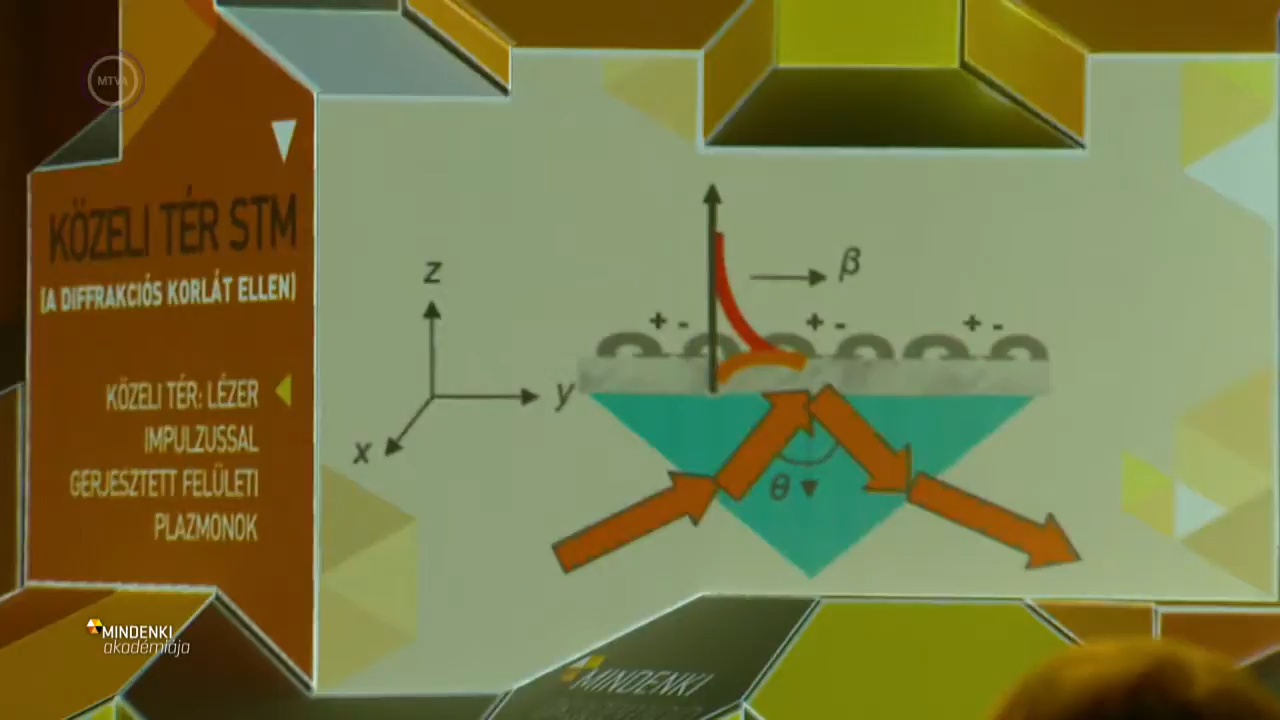 MTVA
KÖZELI TÉR STM
(A DIFFRAKCIÓS KORLÁT ELLEN)
KÖZELI TÉR: LÉZER
IMPULZUSSAL
GERJESZTETT FELÜLETI
PLAZMONOK
z
y
x
β
+ -
+ -
+ -
θ
MINDENKI
akadémiája
MINDENKI